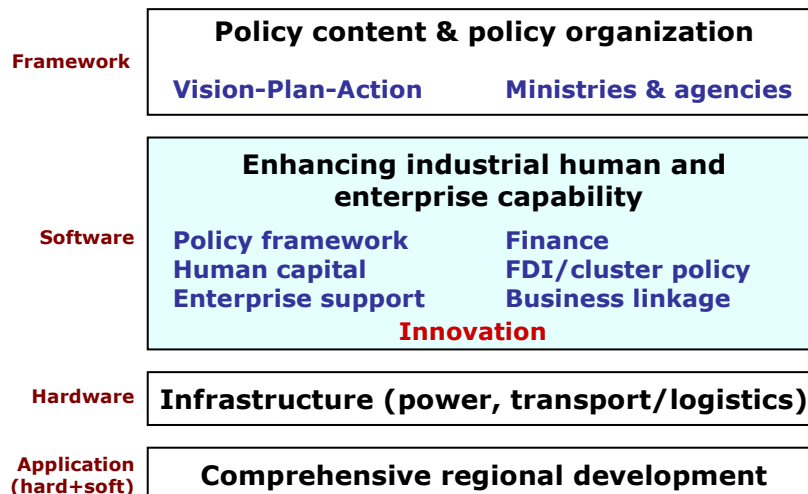 Policy content & policy organization
Framework
Vision-Plan-Action Ministries & agencies
Enhancing industrial human and
enterprise capability
Software
Policy framework Finance
Human capital FDI/cluster policy
Enterprise support Business linkage
Innovation
Hardware
Infrastructure (power, transport/logistics)
Application
(hard+soft)
Comprehensive regional development